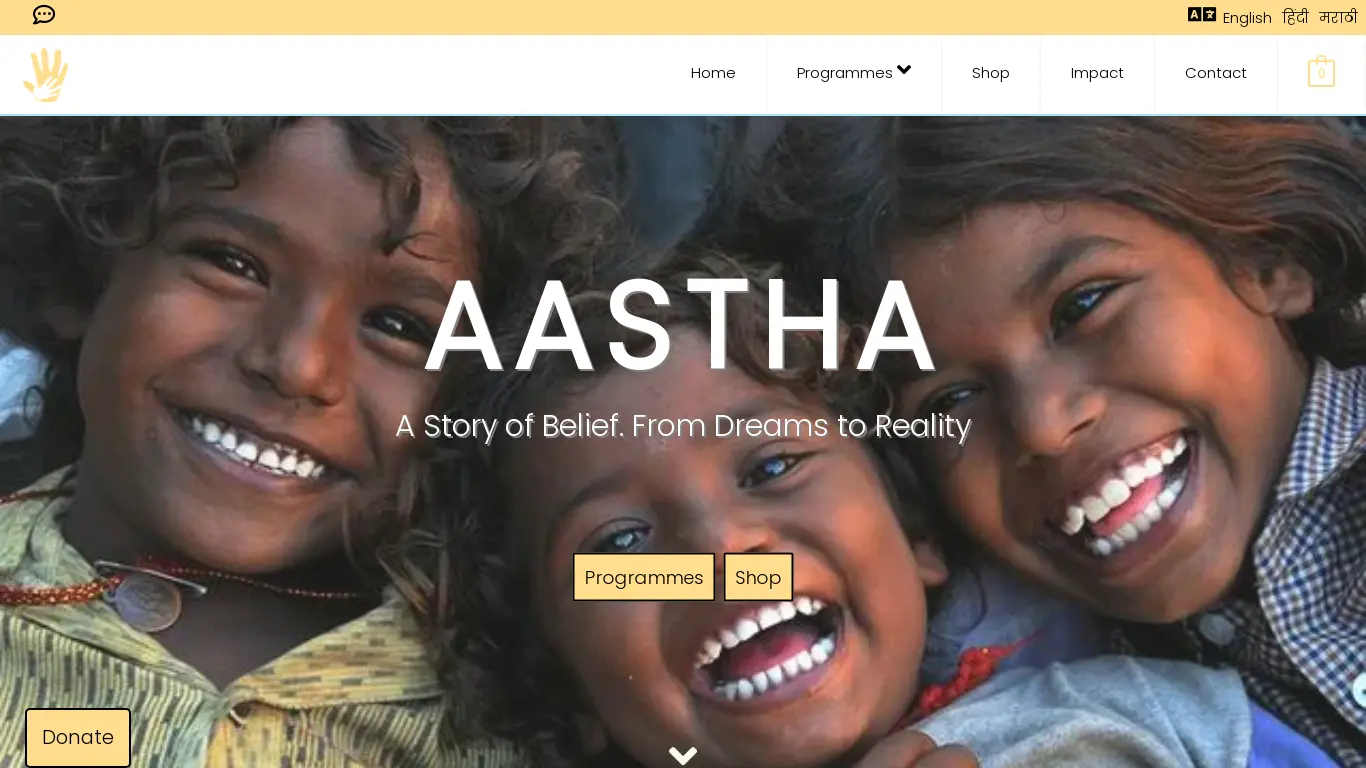 English हिंदी मराठी
Home Programmes Shop Impact Contact 0
AASTHA
A Story of Belief. From Dreams to Reality
Programmes Shop
Donate